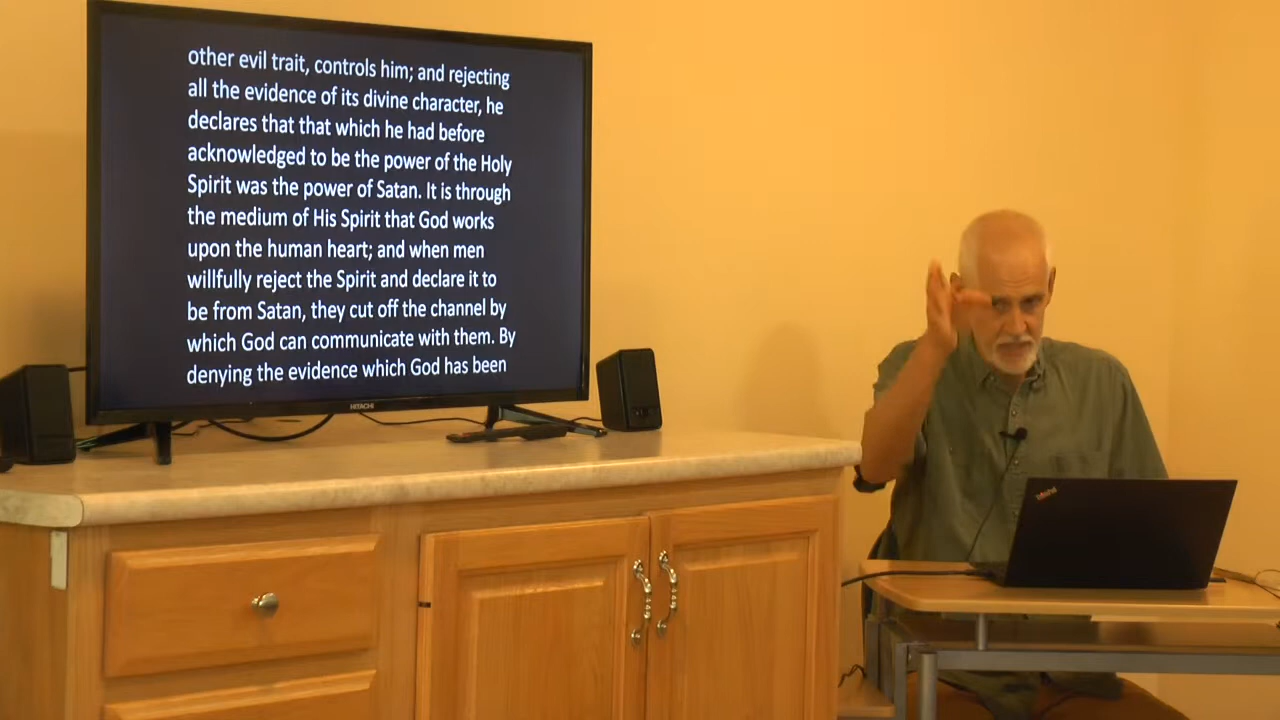 other evil trait, controls him; and rejecting
all the evidence of its divine character, he
declares that that which he had before
acknowledged to be the power of the Holy
Spirit was the power of Satan. It is through
the medium of His Spirit that God works
upon the human heart; and when men
willfully reject the Spirit and declare it to
be from Satan, they cut off the channel by
which God can communicate with them. By
denying the evidence which God has been
HITACHI
ThinkPad